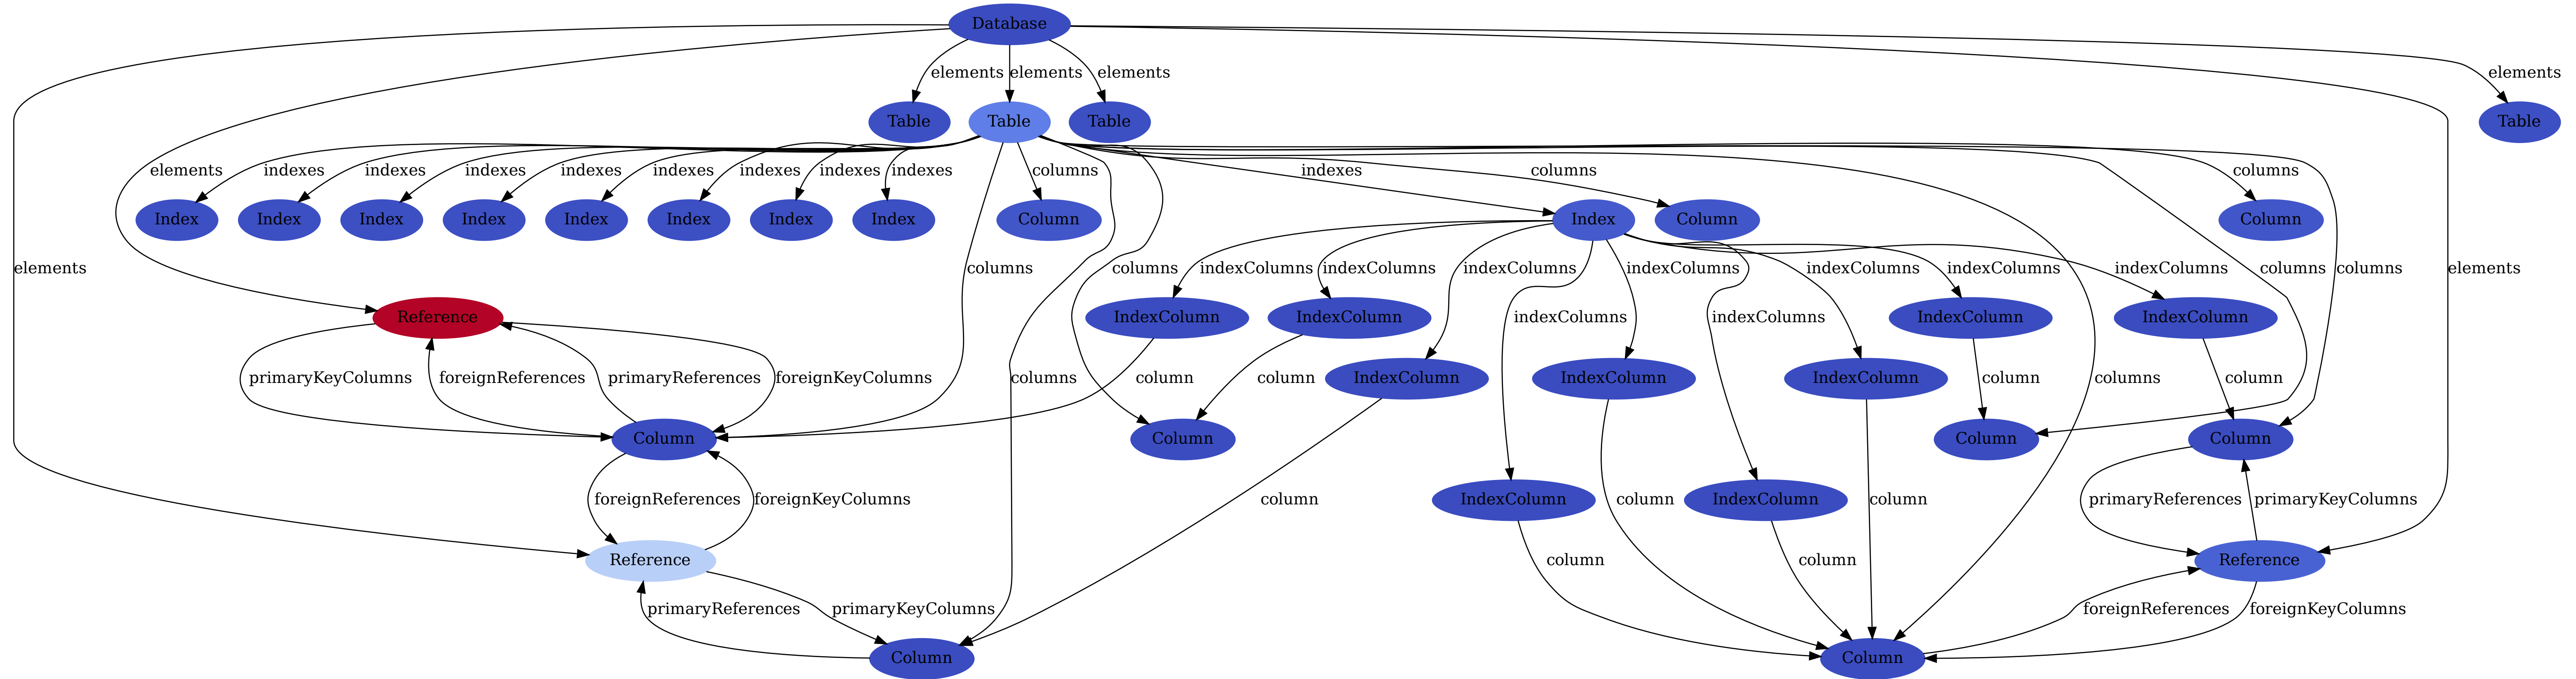 Database
elements elements elements elements
Table Table Table Table
elements indexes indexes indexes indexes indexes indexes indexes indexes columns indexes columns columns
Index Index Index Index Index Index Index Index Column Index Column Column
elements columns columns indexColumns indexColumns indexColumns indexColumns indexColumns indexColumns indexColumns columns columns elements
Reference IndexColumn IndexColumn indexColumns indexColumns IndexColumn IndexColumn
primaryKeyColumns foreignReferences primaryReferences foreignKeyColumns columns column column IndexColumn IndexColumn IndexColumn column columns column
Column Column Column Column
foreignReferences foreignKeyColumns column IndexColumn column IndexColumn column primaryReferences primaryKeyColumns
Reference column column Reference
primaryReferences primaryKeyColumns foreignReferences foreignKeyColumns
Column Column